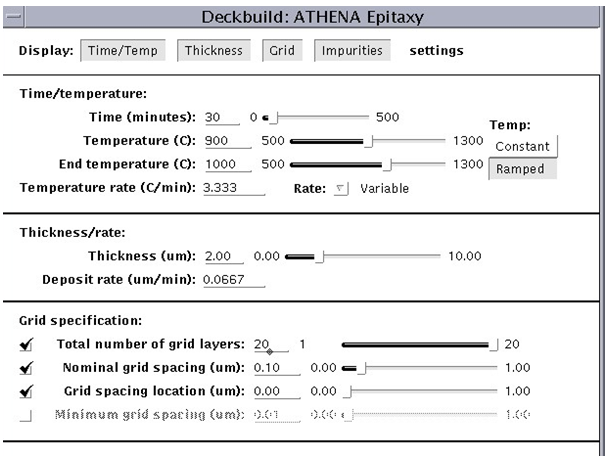 Deckbuild: ATHENA Epitaxy
Display: Time/Temp Thickness Grid Impurities settings
Time/temperature:
Time (minutes): 30 0 500
Temp:
Temperature (C): 900 500 1300 Constant
End temperature (C): 1000 500 1300 Ramped
Temperature rate (C/min): 3.333 Rate: Variable
Thickness/rate:
Thickness (um): 2.00 0.00 10.00
Deposit rate (um/min): 0.0667
Grid specification:
Total number of grid layers: 20 1 20
Nominal grid spacing (um): 0.10 0.00 1.00
Grid spacing location (um): 0.00 0.00 1.00
Minimum grid spacing (um): 0.01 0.00 1.00